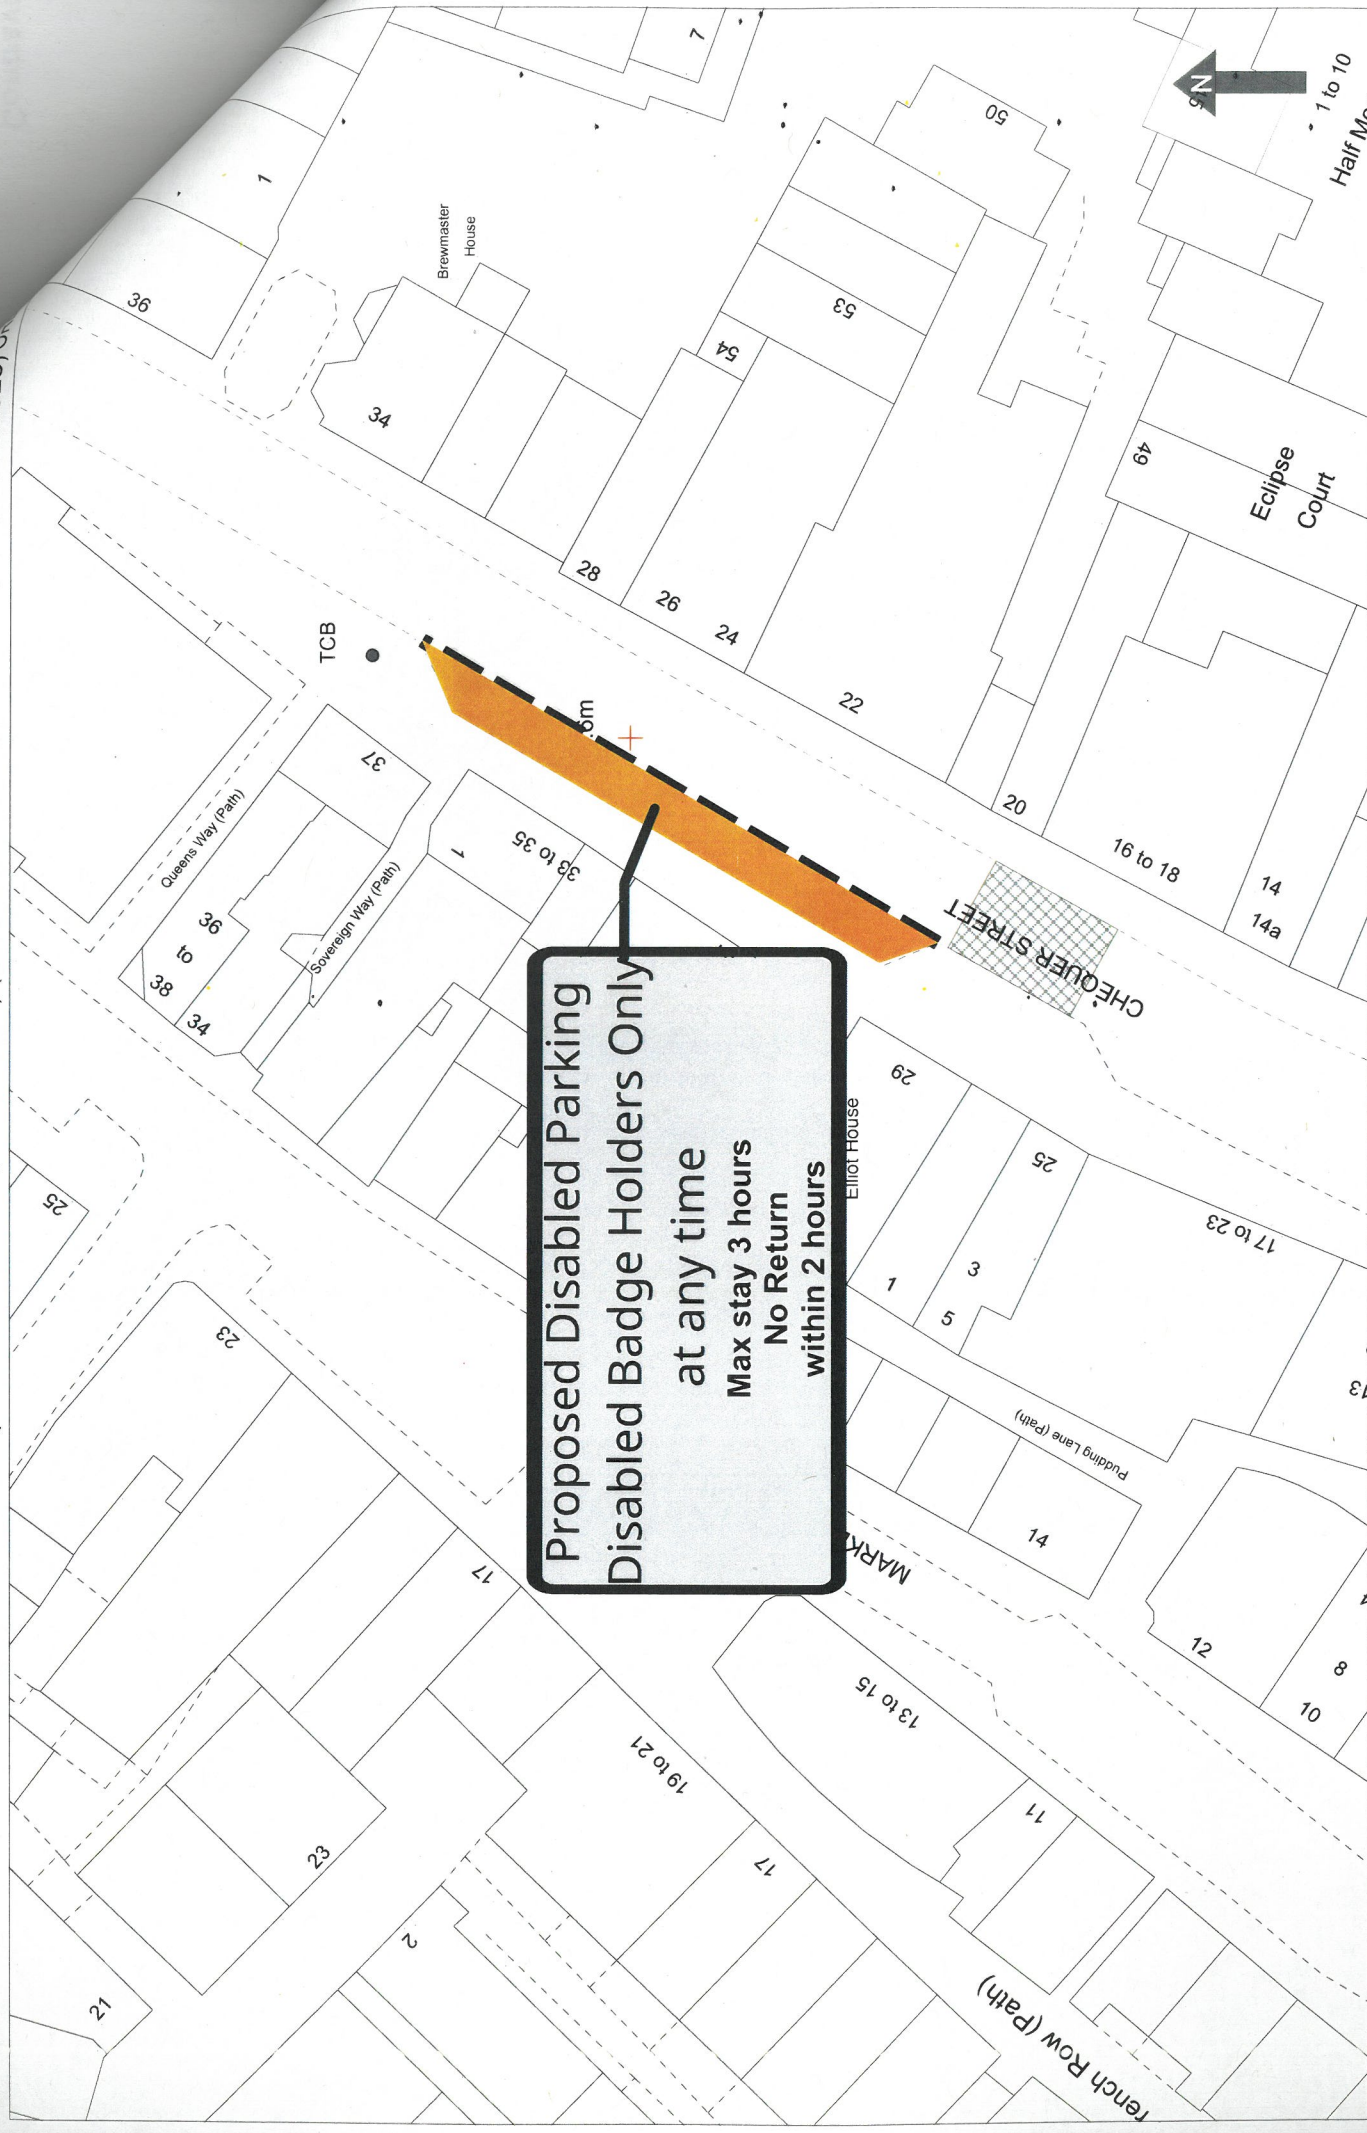 Proposed Disabled Parking
Disabled Badge Holders Only
at any time
Max stay 3 hours
No Return
within 2 hours
N
7
1
36
Brewmaster
House
34
50
53
54
49
1 to 10
Eclipse
Court
28
26
24
22
20
16 to 18
14
14a
TCB
CHEQUER STREET
37
Queens Way (Path)
Sovereign Way (Path)
1
33 to 35
36
to
38
34
29
Elliot House
25
17 to 23
1
3
5
Pudding Lane (Path)
14
12
8
10
13 to 15
11
25
23
17
19 to 21
17
23
2
21
Row (Path)